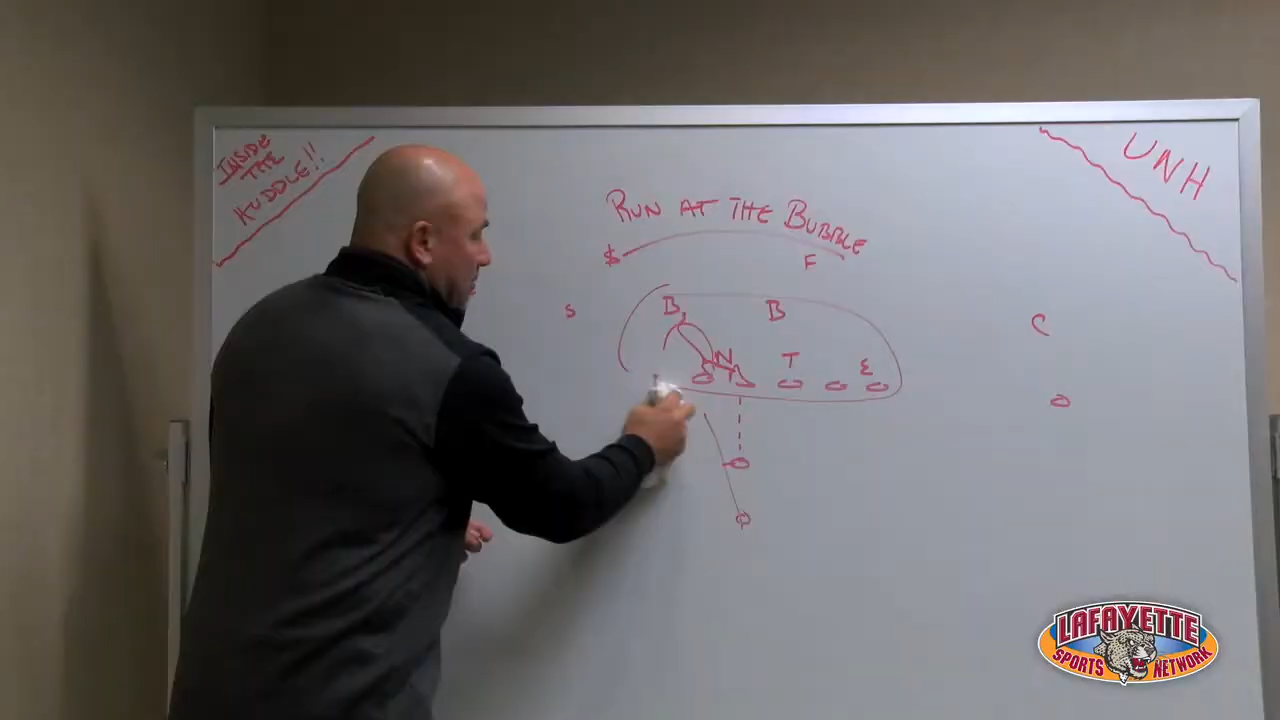 INSIDE
THE
HUDDLE!!
UNH
RUN AT THE BUBBLE
$
F
S
B
B
C
N
T
E
LAFAYETTE
SPORTS NETWORK